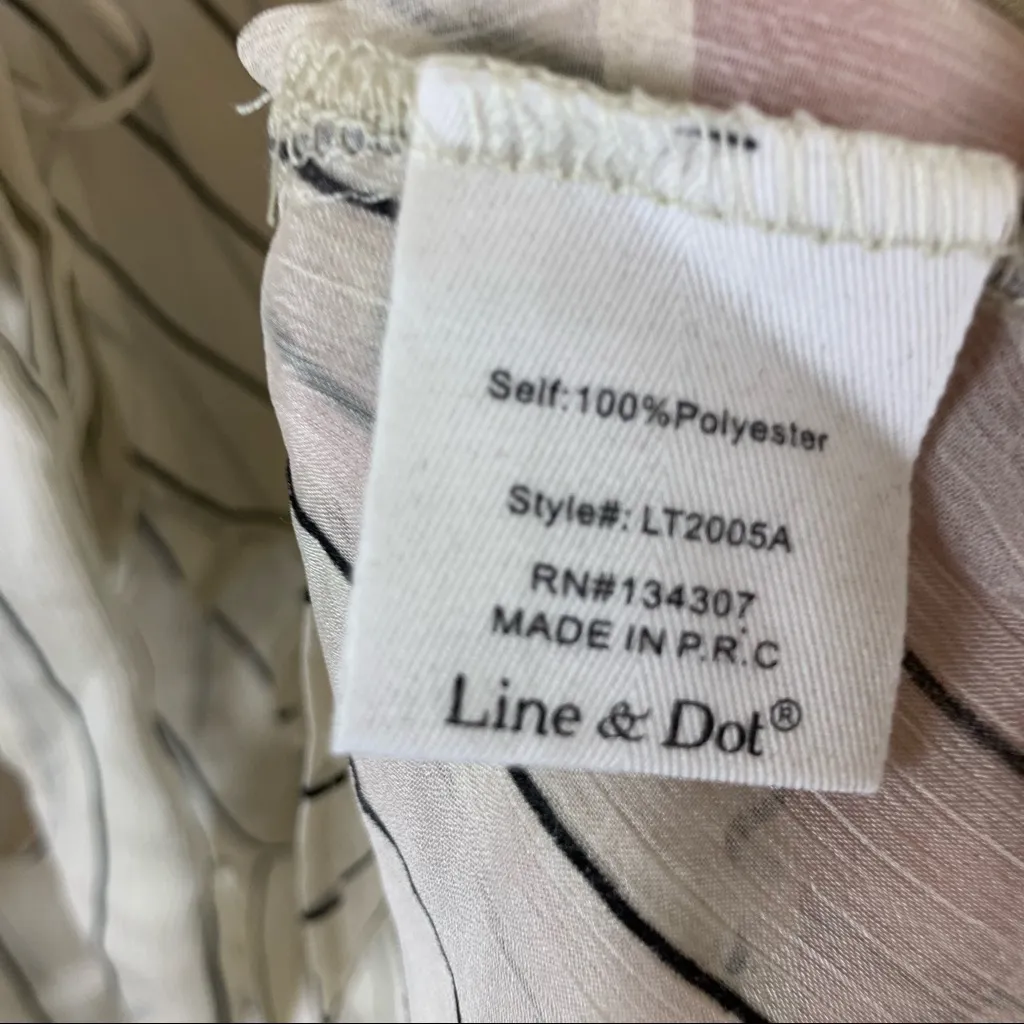 Self:100%Polyester
Style#: LT2005A
RN#134307
MADE IN P.R.C
Line & Dot®